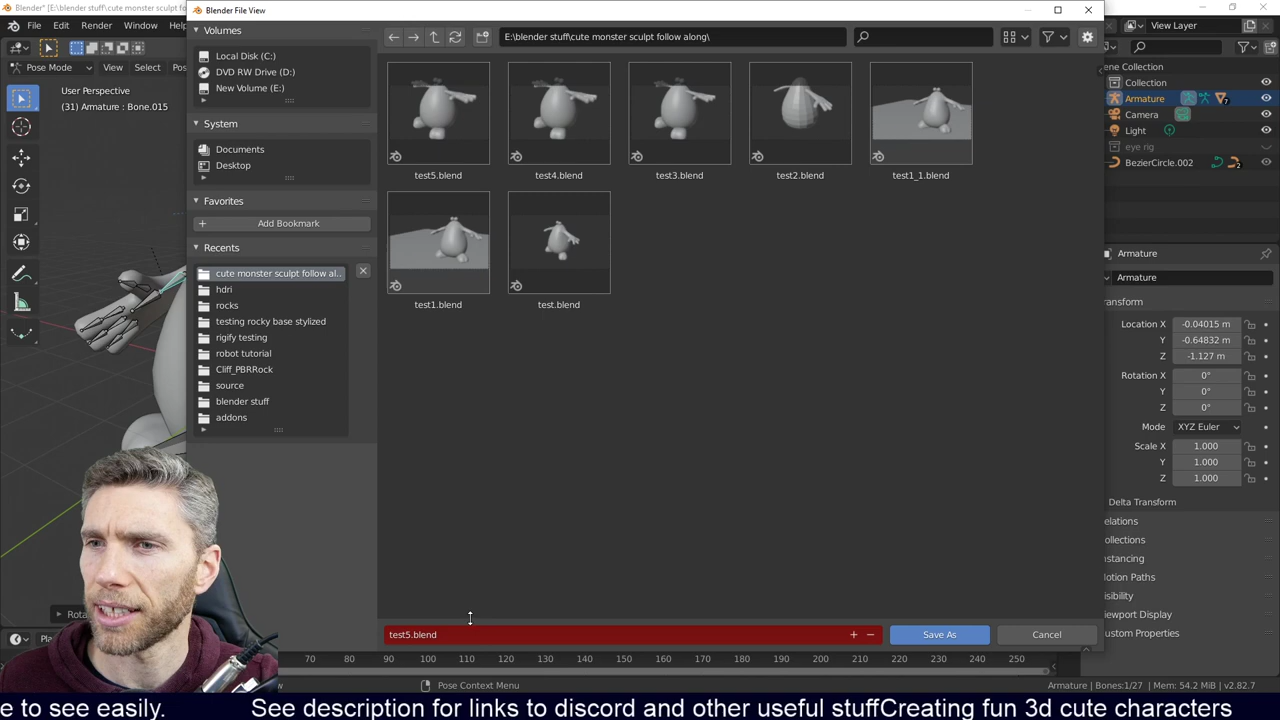 Blender* [E:\blender stuff\cute monster sculpt fo
Blender File View
File Edit Render Window
View Layer
Pose Mode View Select Pos
User Perspective
(31) Armature : Bone.015
Volumes
Local Disk (C:)
DVD RW Drive (D:)
New Volume (E:)
System
Documents
Desktop
Favorites
Add Bookmark
Recents
cute monster sculpt follow al..
hdri
rocks
testing rocky base stylized
rigify testing
robot tutorial
Cliff_PBRRock
source
blender stuff
addons
E:\blender stuff\cute monster sculpt follow along\
test5.blend
test4.blend
test3.blend
test2.blend
test1_1.blend
test1.blend
test.blend
test5.blend
Save As
Cancel
ene Collection
Collection
Armature
7
Camera
Light
eye rig
BezierCircle.002
2
Armature
Armature
ransform
Location X -0.04015 m
Y -0.64832 m
Z -1.127 m
Rotation X 0°
Y 0°
Z 0°
Mode XYZ Euler
Scale X 1.000
Y 1.000
Z 1.000
Delta Transform
elations
ollections
nstancing
otion Paths
isibility
iewport Display
ustom Properties
Rota
Pla
70 80 90 100 110 120 130 140 150 160 170 180 190 200 210 220 230 240 250
Pose Context Menu
Armature | Bones:1/27 | Mem: 54.2 MiB | v2.82.7
e to see easily. See description for links to discord and other useful stuffCreating fun 3d cute characters